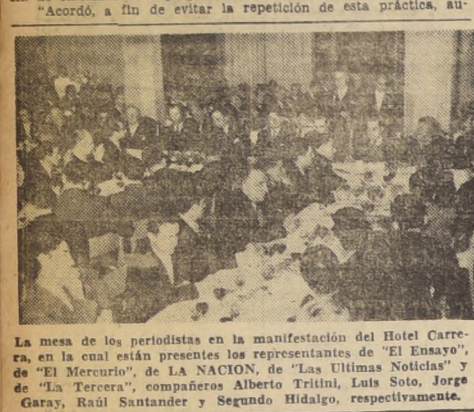 "Acordó, a fin de evitar la repetición de esta práctica, au-
La mesa de los periodistas en la manifestación del Hotel Carre-
ra, en la cual están presentes los representantes de "El Ensayo",
de "El Mercurio", de LA NACION, de "Las Ultimas Noticias" y
de "La Tercera", compañeros Alberto Tritini, Luis Soto, Jorge
Garay, Raúl Santander y Segundo Hidalgo, respectivamente.